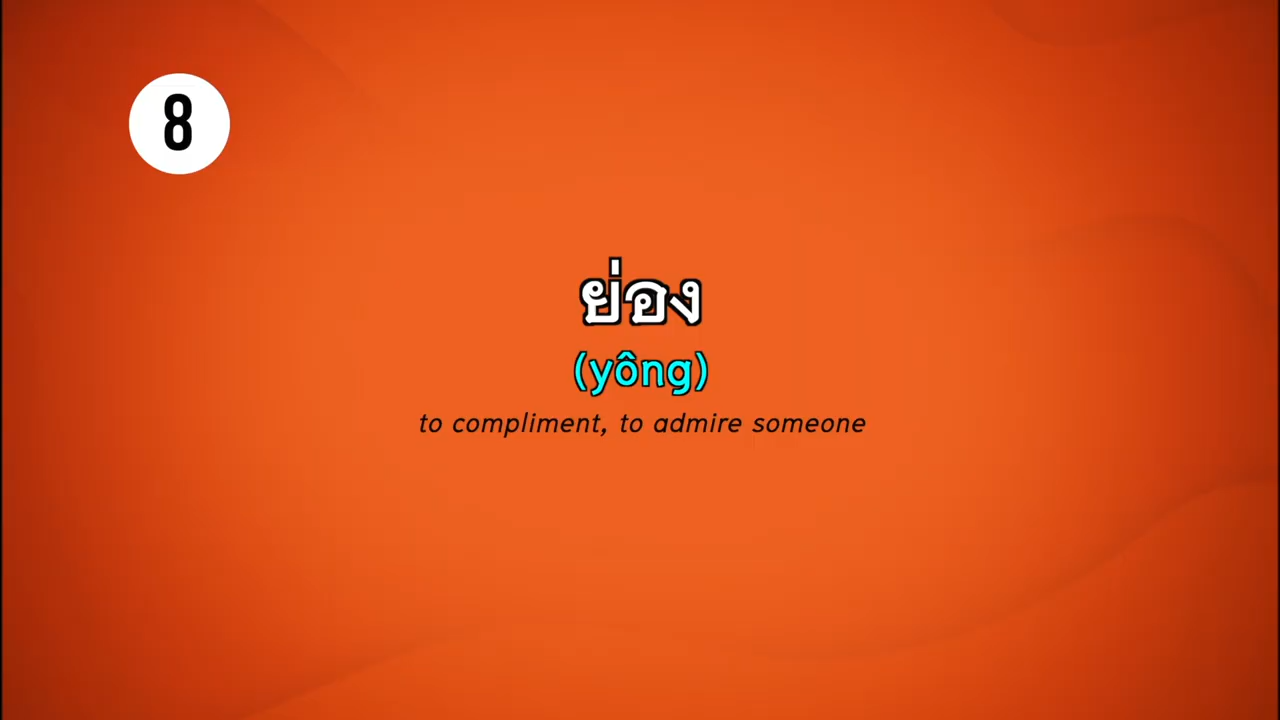 8
ย่อง
(yông)
to compliment, to admire someone